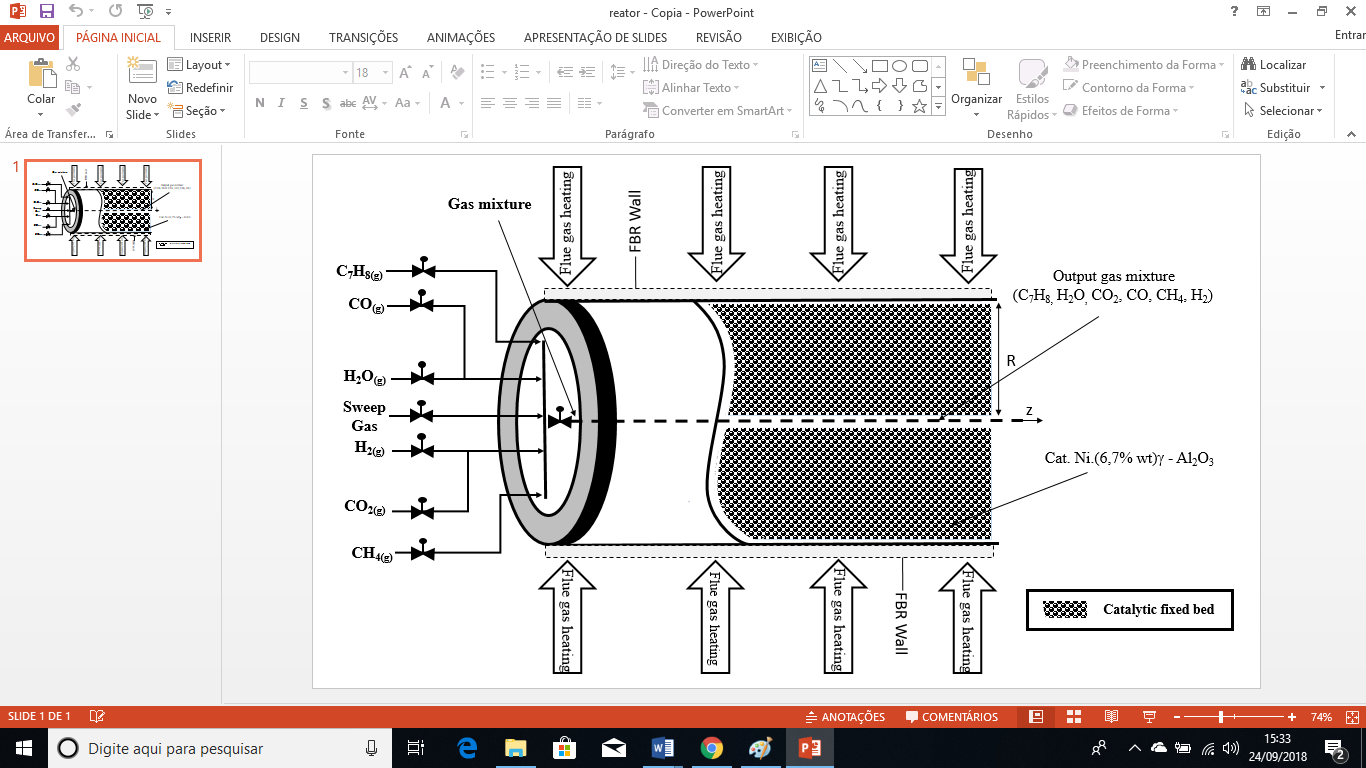 reator - Copia - PowerPoint
ARQUIVO
PÁGINA INICIAL
INSERIR
DESIGN
TRANSIÇÕES
ANIMAÇÕES
APRESENTAÇÃO DE SLIDES
REVISÃO
EXIBIÇÃO
Entrar
Colar
Área de Transfer...
Novo
Slide
Layout
Redefinir
Seção
Slides
18
N I S S abc AV Aa A
Fonte
Direção do Texto
Alinhar Texto
Converter em SmartArt
Parágrafo
Organizar
Estilos
Rápidos
Preenchimento da Forma
Contorno da Forma
Efeitos de Forma
Desenho
Localizar
Substituir
Selecionar
Edição
1
Flue gas heating
FBR Wall
Flue gas heating
Flue gas heating
Flue gas heating
Gas mixture
C₇H₈(g)
CO(g)
H₂O(g)
Sweep
Gas
H₂(g)
CO₂(g)
CH₄(g)
Output gas mixture
(C₇H₈, H₂O, CO₂, CO, CH₄, H₂)
R
z
Cat. Ni.(6,7% wt)γ - Al₂O₃
Flue gas heating
Flue gas heating
Flue gas heating
FBR Wall
Flue gas heating
Catalytic fixed bed
SLIDE 1 DE 1
ANOTAÇÕES
COMENTÁRIOS
74%
Digite aqui para pesquisar
15:33
24/09/2018
2